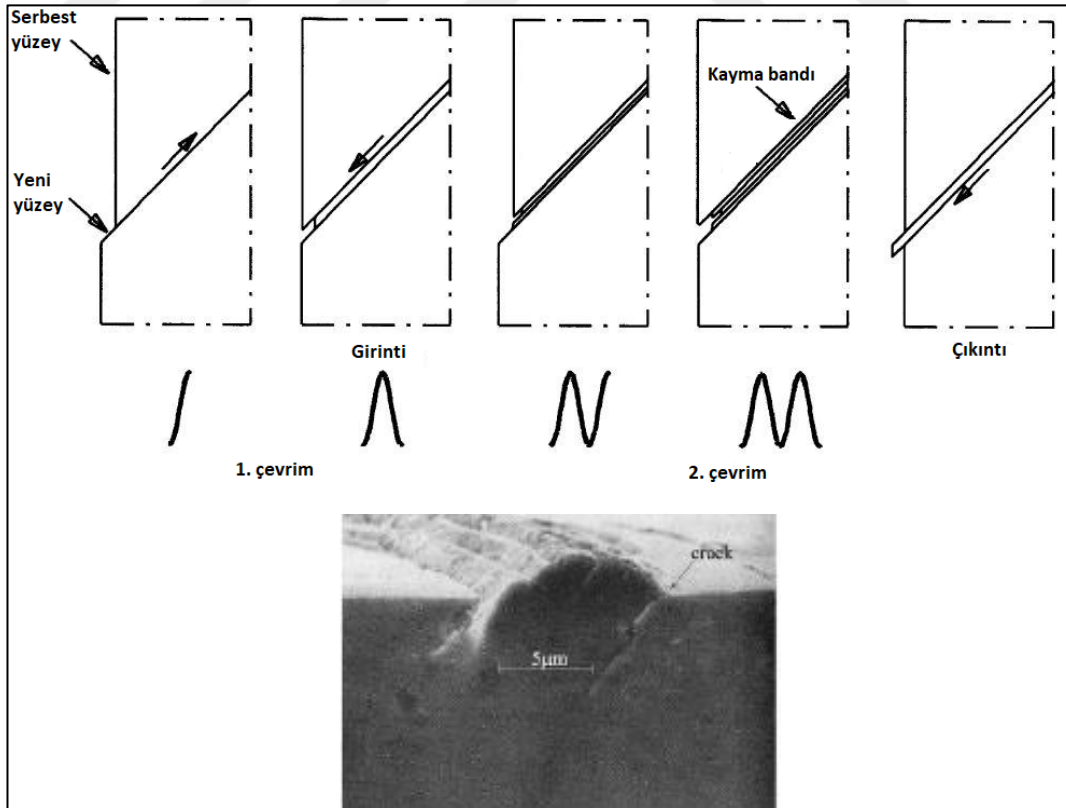 Serbest
yüzey
Kayma bandı
Yeni
yüzey
Girinti
Çıkıntı
1. çevrim
2. çevrim
crack
5μm